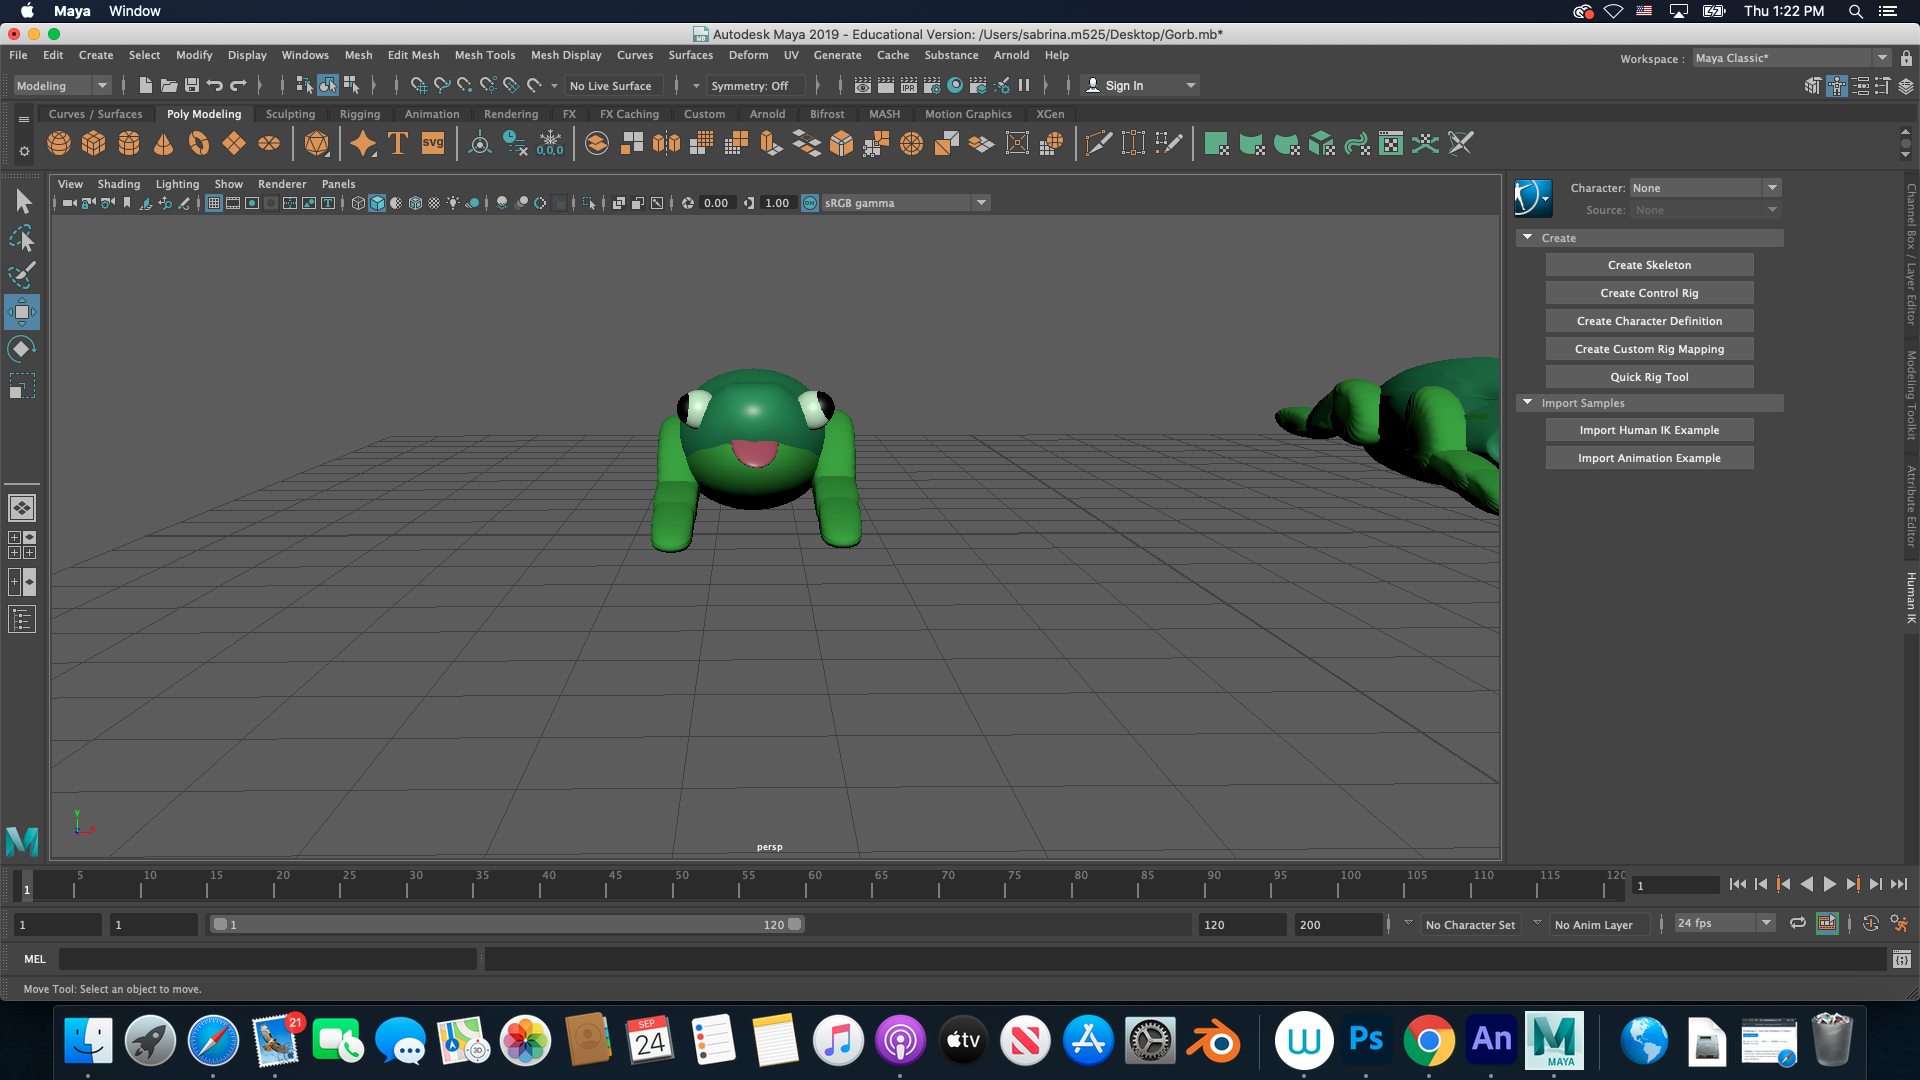 Maya Window
Thu 1:22 PM
Autodesk Maya 2019 - Educational Version: /Users/sabrina.m525/Desktop/Gorb.mb*
File Edit Create Select Modify Display Windows Mesh Edit Mesh Mesh Tools Mesh Display Curves Surfaces Deform UV Generate Cache Substance Arnold Help
Workspace : Maya Classic*
Modeling No Live Surface Symmetry: Off IPR Sign In
Curves / Surfaces Poly Modeling Sculpting Rigging Animation Rendering FX FX Caching Custom Arnold Bifrost MASH Motion Graphics XGen
T SVG 0,0,0
View Shading Lighting Show Renderer Panels
0.00 1.00 ON sRGB gamma
Character: None
Source: None
Create
Create Skeleton
Create Control Rig
Create Character Definition
Create Custom Rig Mapping
Quick Rig Tool
Import Samples
Import Human IK Example
Import Animation Example
Channel Box / Layer Editor
Modeling Toolkit
Attribute Editor
Human IK
y
x
persp
1 5 10 15 20 25 30 35 40 45 50 55 60 65 70 75 80 85 90 95 100 105 110 115 120
1
1 1 1 120 120 200 No Character Set No Anim Layer 24 fps
MEL
Move Tool: Select an object to move.
21
SEP
24
3D
tv
W Ps An M
MAYA